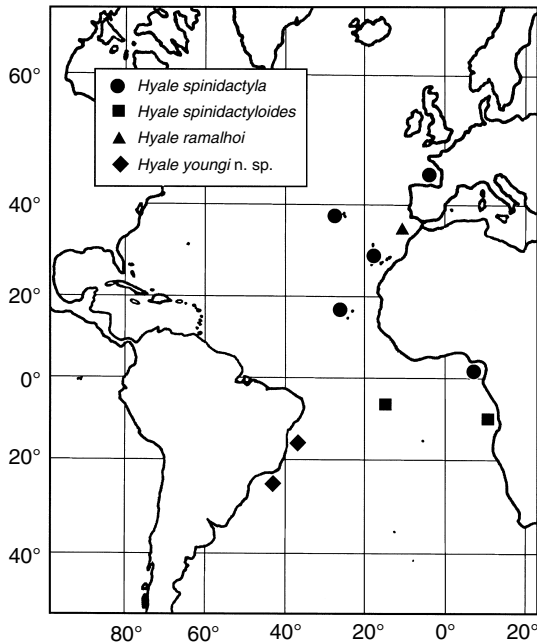 60°
Hyale spinidactyla
Hyale spinidactyloides
Hyale ramalhoi
Hyale youngi n. sp.
40°
20°
0°
20°
40°
80° 60° 40° 20° 0° 20°